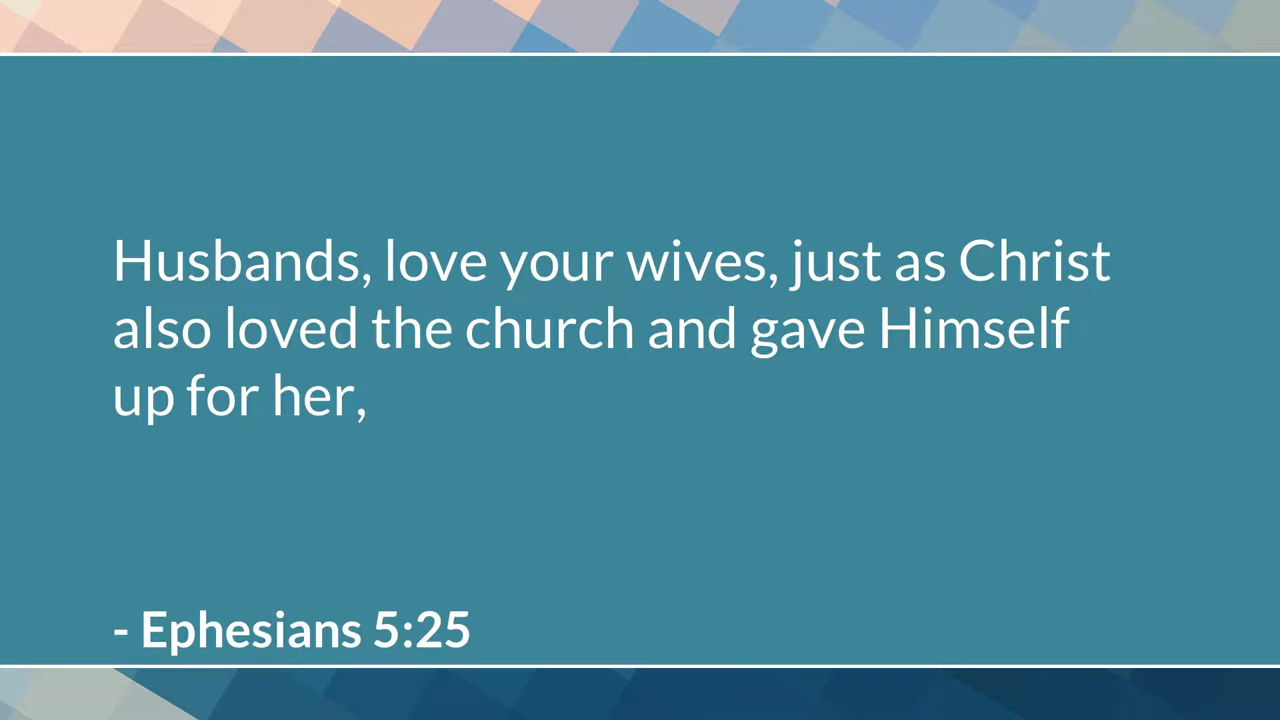 Husbands, love your wives, just as Christ
also loved the church and gave Himself
up for her,
- Ephesians 5:25